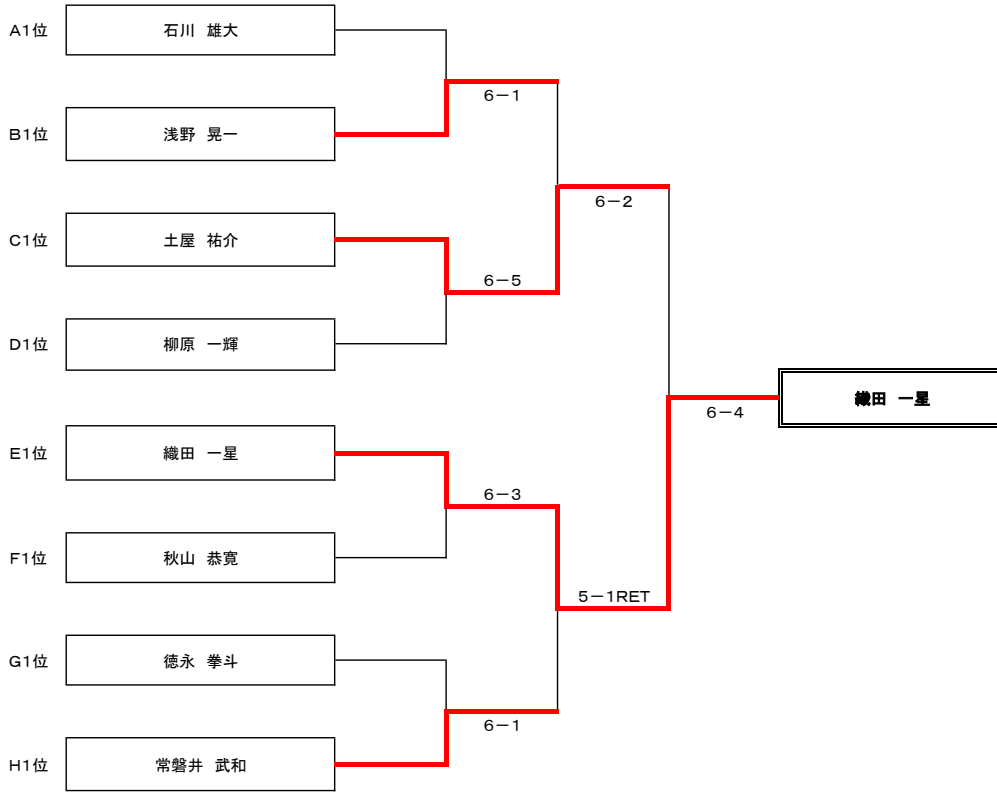 A1位 石川 雄大
6－1
B1位 浅野 晃一
6－2
C1位 土屋 祐介
6－5
D1位 柳原 一輝
織田 一星
6－4
E1位 織田 一星
6－3
F1位 秋山 恭寛
5－1RET
G1位 徳永 拳斗
6－1
H1位 常磐井 武和